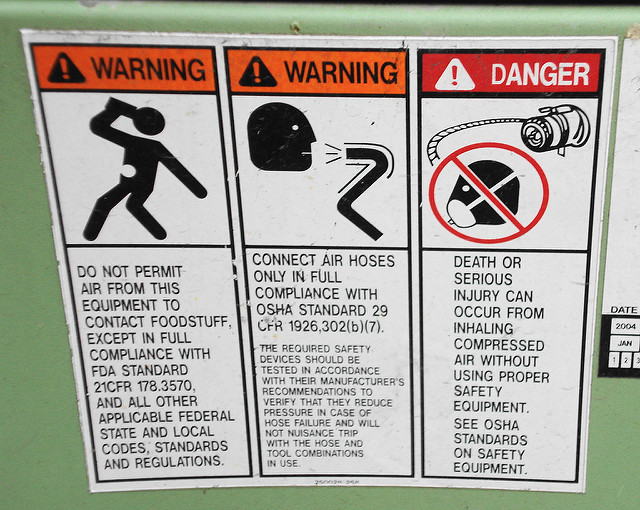 WARNING
DO NOT PERMIT
AIR FROM THIS
EQUIPMENT TO
CONTACT FOODSTUFF,
EXCEPT IN FULL
COMPLIANCE WITH
FDA STANDARD
21CFR 178.3570,
AND ALL OTHER
APPLICABLE FEDERAL
STATE AND LOCAL
CODES, STANDARDS
AND REGULATIONS.
WARNING
CONNECT AIR HOSES
ONLY IN FULL
COMPLIANCE WITH
OSHA STANDARD 29
CFR 1926,302(b)(7).
THE REQUIRED SAFETY
DEVICES SHOULD BE
TESTED IN ACCORDANCE
WITH THEIR MANUFACTURER'S
RECOMMENDATIONS TO
VERIFY THAT THEY REDUCE
PRESSURE IN CASE OF
HOSE FAILURE AND WILL
NOT NUISANCE TRIP
WITH THE HOSE AND
TOOL COMBINATIONS
IN USE.
DANGER
DEATH OR
SERIOUS
INJURY CAN
OCCUR FROM
INHALING
COMPRESSED
AIR WITHOUT
USING PROPER
SAFETY
EQUIPMENT.
SEE OSHA
STANDARDS
ON SAFETY
EQUIPMENT.
DATE
2004
JAN
1 2 3